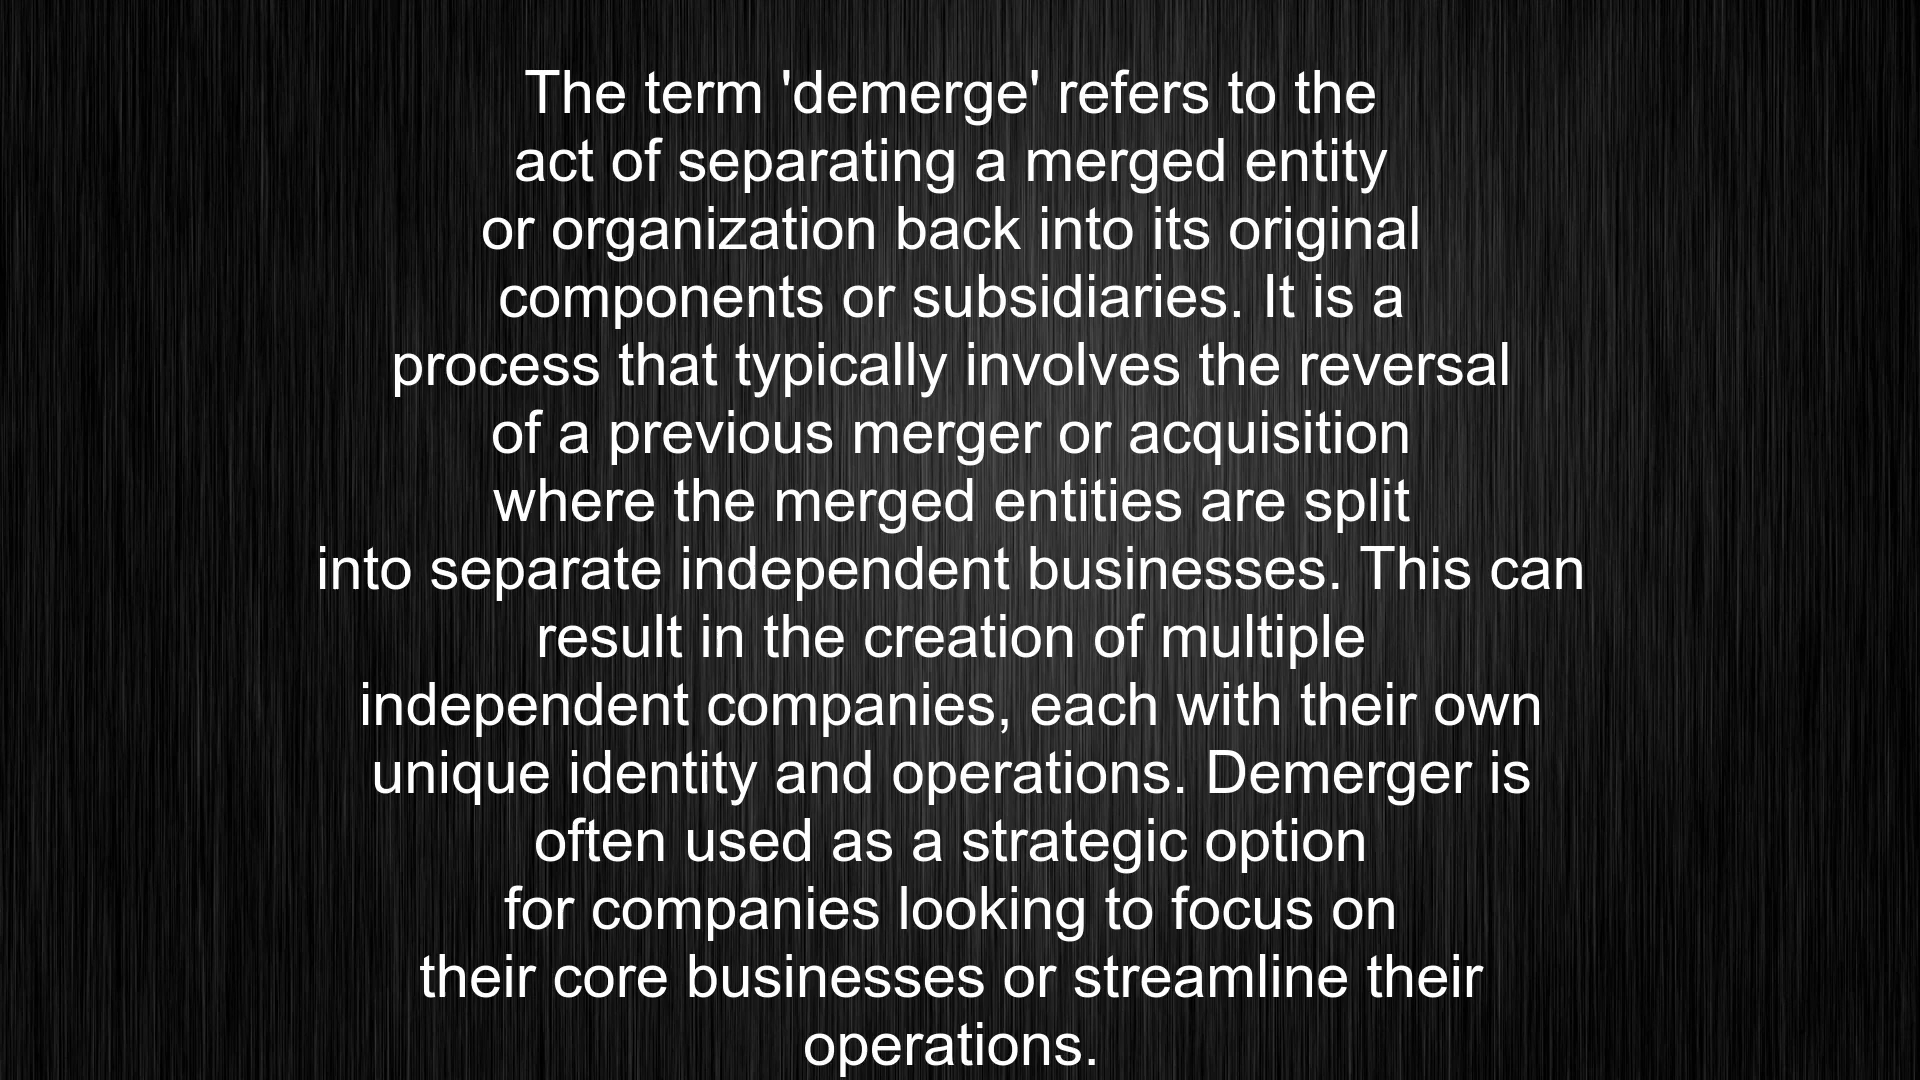 The term 'demerge' refers to the
act of separating a merged entity
or organization back into its original
components or subsidiaries. It is a
process that typically involves the reversal
of a previous merger or acquisition
where the merged entities are split
into separate independent businesses. This can
result in the creation of multiple
independent companies, each with their own
unique identity and operations. Demerger is
often used as a strategic option
for companies looking to focus on
their core businesses or streamline their
operations.